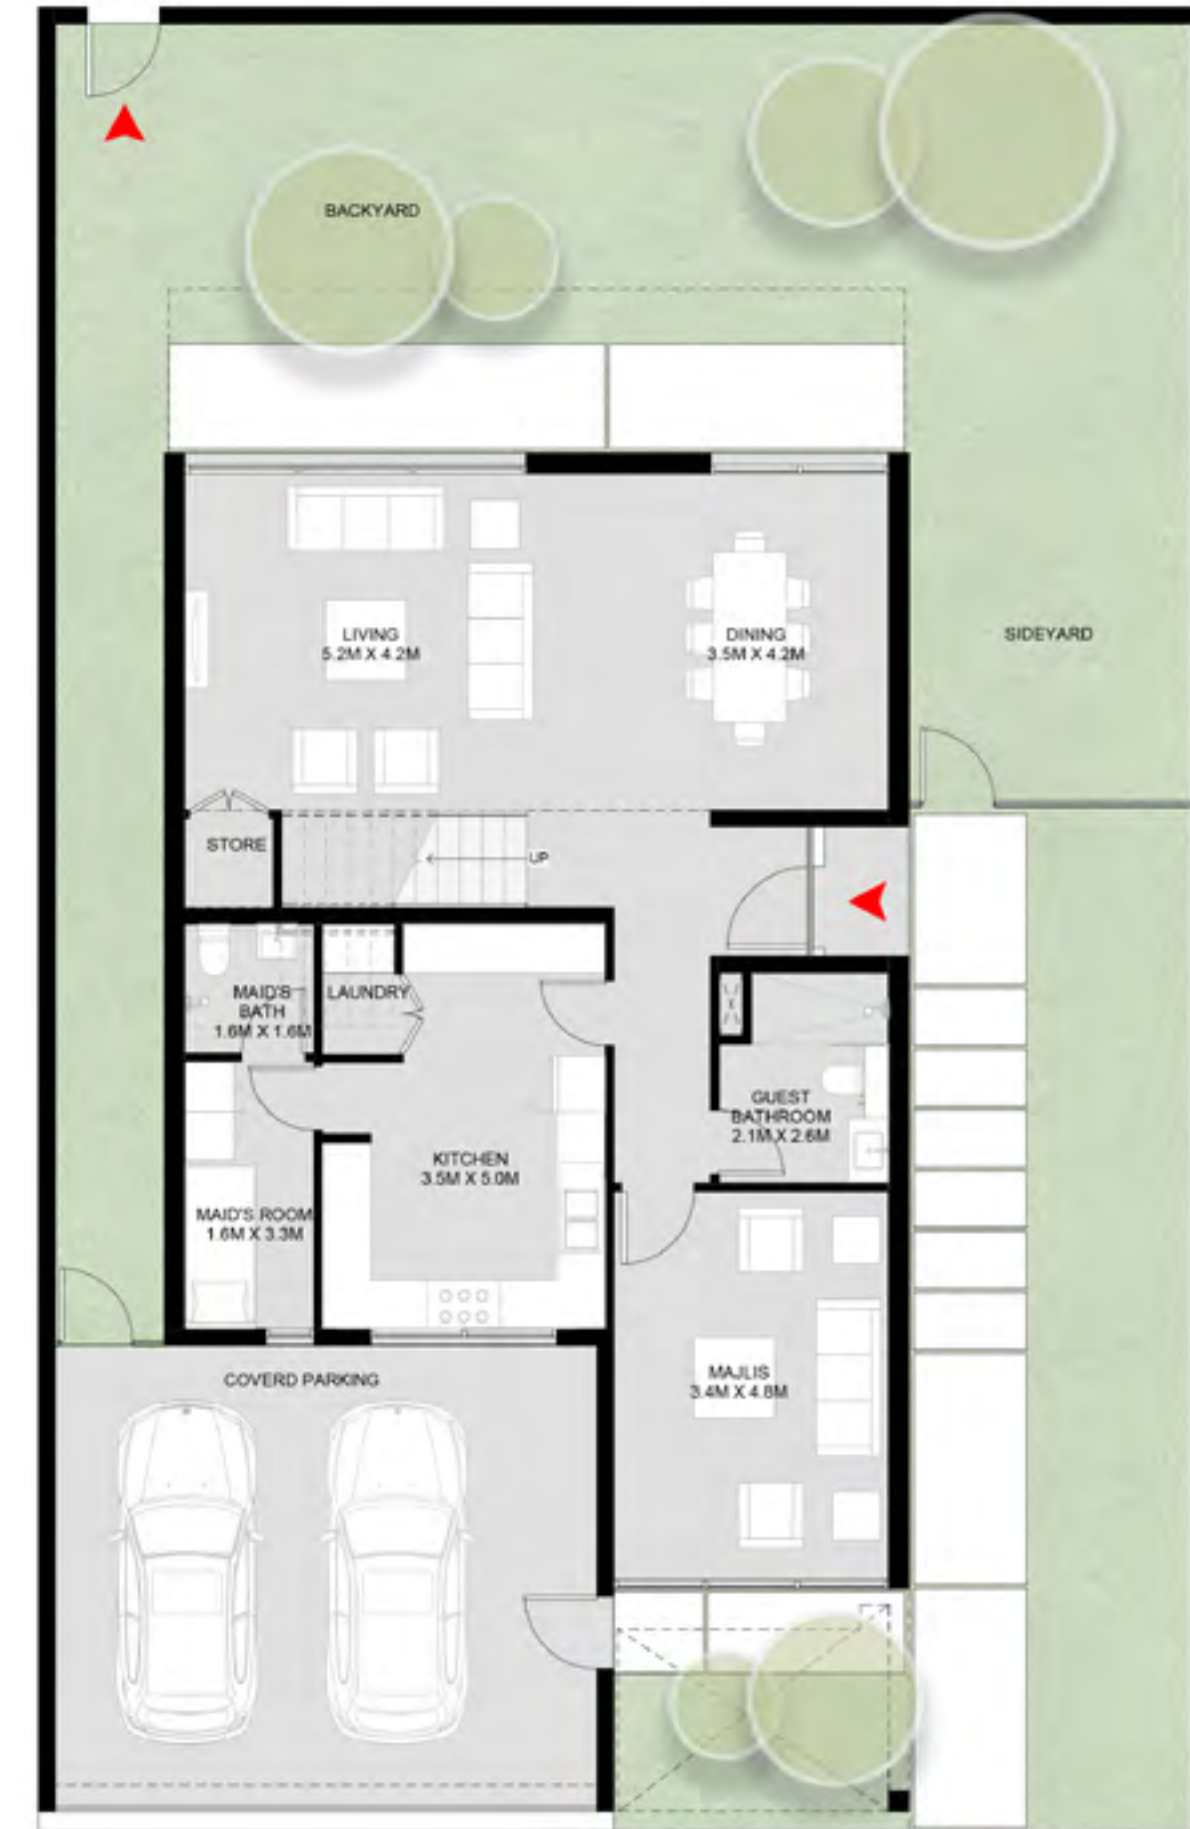 BACKYARD
LIVING
5.2M X 4.2M
DINING
3.5M X 4.2M
SIDEYARD
STORE
UP
MAID'S
BATH
1.6M X 1.6M
LAUNDRY
GUEST
BATHROOM
2.1M X 2.6M
KITCHEN
3.5M X 5.0M
MAID'S ROOM
1.6M X 3.3M
MAJLIS
3.4M X 4.8M
COVERD PARKING